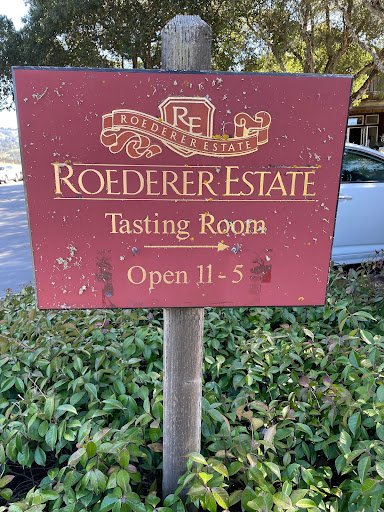 RE
ROEDERER ESTATE
ROEDERER ESTATE
Tasting Room
Open 11 - 5